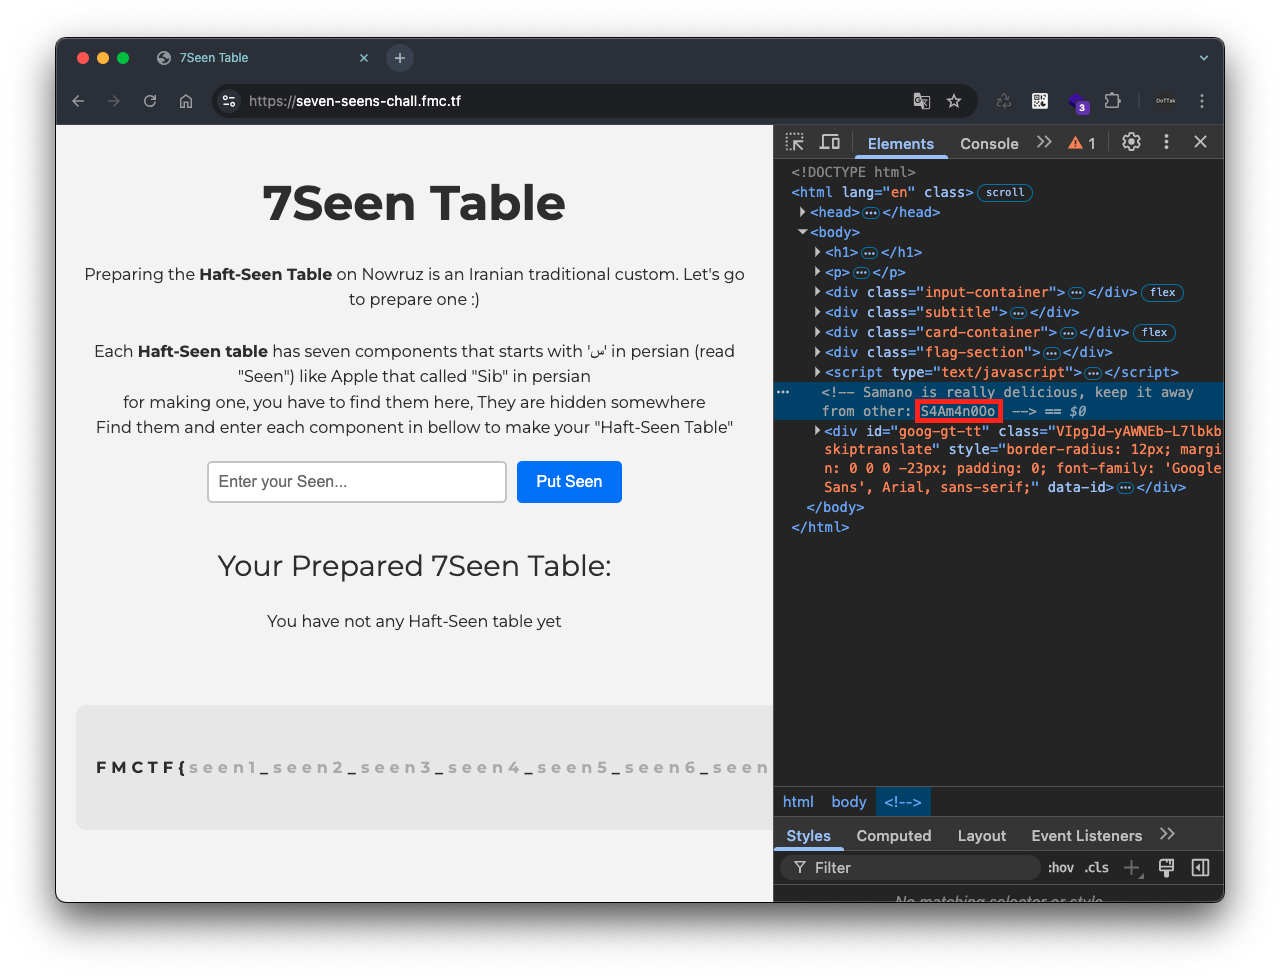 7Seen Table
https://seven-seens-chall.fmc.tf
3
DoTTak
7Seen Table
Preparing the Haft-Seen Table on Nowruz is an Iranian traditional custom. Let's go
to prepare one :)
Each Haft-Seen table has seven components that starts with 'س' in persian (read
"Seen") like Apple that called "Sib" in persian
for making one, you have to find them here, They are hidden somewhere
Find them and enter each component in bellow to make your "Haft-Seen Table"
Enter your Seen...
Put Seen
Your Prepared 7Seen Table:
You have not any Haft-Seen table yet
FMCTF{seen1_seen2_seen3_seen4_seen5_seen6_seen
Elements Console 1
<!DOCTYPE html>
<html lang="en" class> scroll
<head>…</head>
<body>
<h1>…</h1>
<p>…</p>
<div class="input-container">…</div> flex
<div class="subtitle">…</div>
<div class="card-container">…</div> flex
<div class="flag-section">…</div>
<script type="text/javascript">…</script>
<!-- Samano is really delicious, keep it away
from other: S4Am4n0Oo --> == $0
<div id="goog-gt-tt" class="VIpgJd-yAWNEb-L7lbkb
skiptranslate" style="border-radius: 12px; margi
n: 0 0 0 -23px; padding: 0; font-family: 'Google
Sans', Arial, sans-serif;" data-id>…</div>
</body>
</html>
html body <!-->
Styles Computed Layout Event Listeners
Filter :hov .cls
No matching selector or style